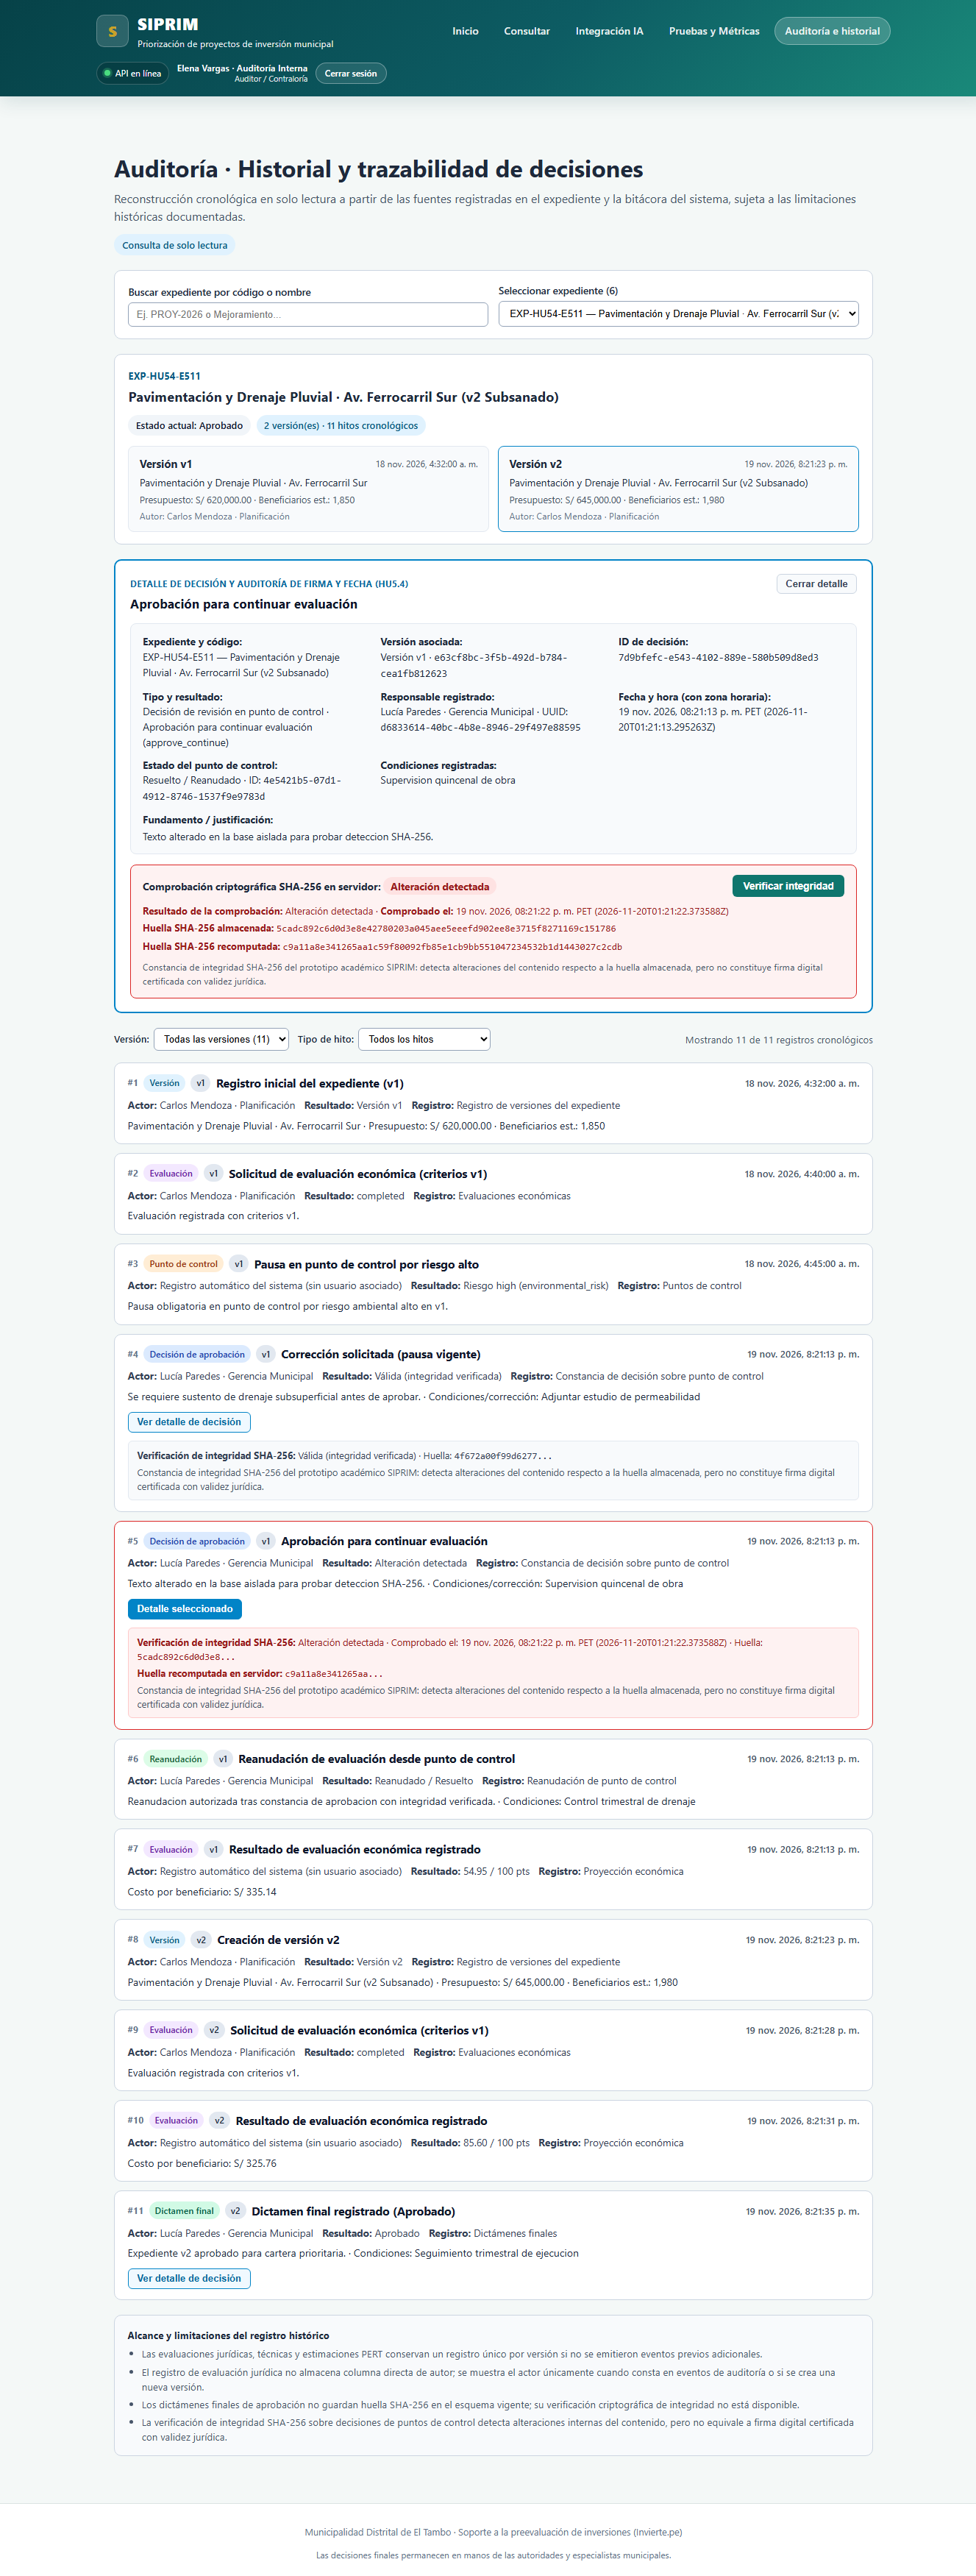 S
SIPRIM
Priorización de proyectos de inversión municipal
Inicio
Consultar
Integración IA
Pruebas y Métricas
Auditoría e historial
API en línea
Elena Vargas · Auditoría Interna
Auditor / Contraloría
Cerrar sesión
Auditoría · Historial y trazabilidad de decisiones
Reconstrucción cronológica en solo lectura a partir de las fuentes registradas en el expediente y la bitácora del sistema, sujeta a las limitaciones
históricas documentadas.
Consulta de solo lectura
Buscar expediente por código o nombre
Ej. PROY-2026 o Mejoramiento...
Seleccionar expediente (6)
EXP-HU54-E511 — Pavimentación y Drenaje Pluvial · Av. Ferrocarril Sur (v2
EXP-HU54-E511
Pavimentación y Drenaje Pluvial · Av. Ferrocarril Sur (v2 Subsanado)
Estado actual: Aprobado
2 versión(es) · 11 hitos cronológicos
Versión v1
18 nov. 2026, 4:32:00 a. m.
Pavimentación y Drenaje Pluvial · Av. Ferrocarril Sur
Presupuesto: S/ 620,000.00 · Beneficiarios est.: 1,850
Autor: Carlos Mendoza · Planificación
Versión v2
19 nov. 2026, 8:21:23 p. m.
Pavimentación y Drenaje Pluvial · Av. Ferrocarril Sur (v2 Subsanado)
Presupuesto: S/ 645,000.00 · Beneficiarios est.: 1,980
Autor: Carlos Mendoza · Planificación
DETALLE DE DECISIÓN Y AUDITORÍA DE FIRMA Y FECHA (HU5.4)
Cerrar detalle
Aprobación para continuar evaluación
Expediente y código:
EXP-HU54-E511 — Pavimentación y Drenaje
Pluvial · Av. Ferrocarril Sur (v2 Subsanado)
Versión asociada:
Versión v1 · e63cf8bc-3f5b-492d-b784-
cea1fb812623
ID de decisión:
7d9bfefc-e543-4102-889e-580b509d8ed3
Tipo y resultado:
Decisión de revisión en punto de control ·
Aprobación para continuar evaluación
(approve_continue)
Responsable registrado:
Lucía Paredes · Gerencia Municipal · UUID:
d6833614-40bc-4b8e-8946-29f497e88595
Fecha y hora (con zona horaria):
19 nov. 2026, 08:21:13 p. m. PET (2026-11-
20T01:21:13.295263Z)
Estado del punto de control:
Resuelto / Reanudado · ID: 4e5421b5-07d1-
4912-8746-1537f9e9783d
Condiciones registradas:
Supervision quincenal de obra
Fundamento / justificación:
Texto alterado en la base aislada para probar deteccion SHA-256.
Comprobación criptográfica SHA-256 en servidor: Alteración detectada
Verificar integridad
Resultado de la comprobación: Alteración detectada · Comprobado el: 19 nov. 2026, 08:21:22 p. m. PET (2026-11-20T01:21:22.373588Z)
Huella SHA-256 almacenada: 5cadc892c6d0d3e8e42780203a045aee5eeefd902ee8e3715f8271169c151786
Huella SHA-256 recomputada: c9a11a8e341265aa1c59f80092fb85e1cb9bb551047234532b1d1443027c2cdb
Constancia de integridad SHA-256 del prototipo académico SIPRIM: detecta alteraciones del contenido respecto a la huella almacenada, pero no constituye firma digital
certificada con validez jurídica.
Versión: Todas las versiones (11) Tipo de hito: Todos los hitos
Mostrando 11 de 11 registros cronológicos
#1 Versión v1 Registro inicial del expediente (v1)
18 nov. 2026, 4:32:00 a. m.
Actor: Carlos Mendoza · Planificación Resultado: Versión v1 Registro: Registro de versiones del expediente
Pavimentación y Drenaje Pluvial · Av. Ferrocarril Sur · Presupuesto: S/ 620,000.00 · Beneficiarios est.: 1,850
#2 Evaluación v1 Solicitud de evaluación económica (criterios v1)
18 nov. 2026, 4:40:00 a. m.
Actor: Carlos Mendoza · Planificación Resultado: completed Registro: Evaluaciones económicas
Evaluación registrada con criterios v1.
#3 Punto de control v1 Pausa en punto de control por riesgo alto
18 nov. 2026, 4:45:00 a. m.
Actor: Registro automático del sistema (sin usuario asociado) Resultado: Riesgo high (environmental_risk) Registro: Puntos de control
Pausa obligatoria en punto de control por riesgo ambiental alto en v1.
#4 Decisión de aprobación v1 Corrección solicitada (pausa vigente)
19 nov. 2026, 8:21:13 p. m.
Actor: Lucía Paredes · Gerencia Municipal Resultado: Válida (integridad verificada) Registro: Constancia de decisión sobre punto de control
Se requiere sustento de drenaje subsuperficial antes de aprobar. · Condiciones/corrección: Adjuntar estudio de permeabilidad
Ver detalle de decisión
Verificación de integridad SHA-256: Válida (integridad verificada) · Huella: 4f672a00f99d6277...
Constancia de integridad SHA-256 del prototipo académico SIPRIM: detecta alteraciones del contenido respecto a la huella almacenada, pero no constituye firma digital
certificada con validez jurídica.
#5 Decisión de aprobación v1 Aprobación para continuar evaluación
19 nov. 2026, 8:21:13 p. m.
Actor: Lucía Paredes · Gerencia Municipal Resultado: Alteración detectada Registro: Constancia de decisión sobre punto de control
Texto alterado en la base aislada para probar deteccion SHA-256. · Condiciones/corrección: Supervision quincenal de obra
Detalle seleccionado
Verificación de integridad SHA-256: Alteración detectada · Comprobado el: 19 nov. 2026, 08:21:22 p. m. PET (2026-11-20T01:21:22.373588Z) · Huella:
5cadc892c6d0d3e8...
Huella recomputada en servidor: c9a11a8e341265aa...
Constancia de integridad SHA-256 del prototipo académico SIPRIM: detecta alteraciones del contenido respecto a la huella almacenada, pero no constituye firma digital
certificada con validez jurídica.
#6 Reanudación v1 Reanudación de evaluación desde punto de control
19 nov. 2026, 8:21:13 p. m.
Actor: Lucía Paredes · Gerencia Municipal Resultado: Reanudado / Resuelto Registro: Reanudación de punto de control
Reanudacion autorizada tras constancia de aprobacion con integridad verificada. · Condiciones: Control trimestral de drenaje
#7 Evaluación v1 Resultado de evaluación económica registrado
19 nov. 2026, 8:21:13 p. m.
Actor: Registro automático del sistema (sin usuario asociado) Resultado: 54.95 / 100 pts Registro: Proyección económica
Costo por beneficiario: S/ 335.14
#8 Versión v2 Creación de versión v2
19 nov. 2026, 8:21:23 p. m.
Actor: Carlos Mendoza · Planificación Resultado: Versión v2 Registro: Registro de versiones del expediente
Pavimentación y Drenaje Pluvial · Av. Ferrocarril Sur (v2 Subsanado) · Presupuesto: S/ 645,000.00 · Beneficiarios est.: 1,980
#9 Evaluación v2 Solicitud de evaluación económica (criterios v1)
19 nov. 2026, 8:21:28 p. m.
Actor: Carlos Mendoza · Planificación Resultado: completed Registro: Evaluaciones económicas
Evaluación registrada con criterios v1.
#10 Evaluación v2 Resultado de evaluación económica registrado
19 nov. 2026, 8:21:31 p. m.
Actor: Registro automático del sistema (sin usuario asociado) Resultado: 85.60 / 100 pts Registro: Proyección económica
Costo por beneficiario: S/ 325.76
#11 Dictamen final v2 Dictamen final registrado (Aprobado)
19 nov. 2026, 8:21:35 p. m.
Actor: Lucía Paredes · Gerencia Municipal Resultado: Aprobado Registro: Dictámenes finales
Expediente v2 aprobado para cartera prioritaria. · Condiciones: Seguimiento trimestral de ejecucion
Ver detalle de decisión
Alcance y limitaciones del registro histórico
• Las evaluaciones jurídicas, técnicas y estimaciones PERT conservan un registro único por versión si no se emitieron eventos previos adicionales.
• El registro de evaluación jurídica no almacena columna directa de autor; se muestra el actor únicamente cuando consta en eventos de auditoría o si se crea una
nueva versión.
• Los dictámenes finales de aprobación no guardan huella SHA-256 en el esquema vigente; su verificación criptográfica de integridad no está disponible.
• La verificación de integridad SHA-256 sobre decisiones de puntos de control detecta alteraciones internas del contenido, pero no equivale a firma digital certificada
con validez jurídica.
Municipalidad Distrital de El Tambo · Soporte a la preevaluación de inversiones (Invierte.pe)
Las decisiones finales permanecen en manos de las autoridades y especialistas municipales.